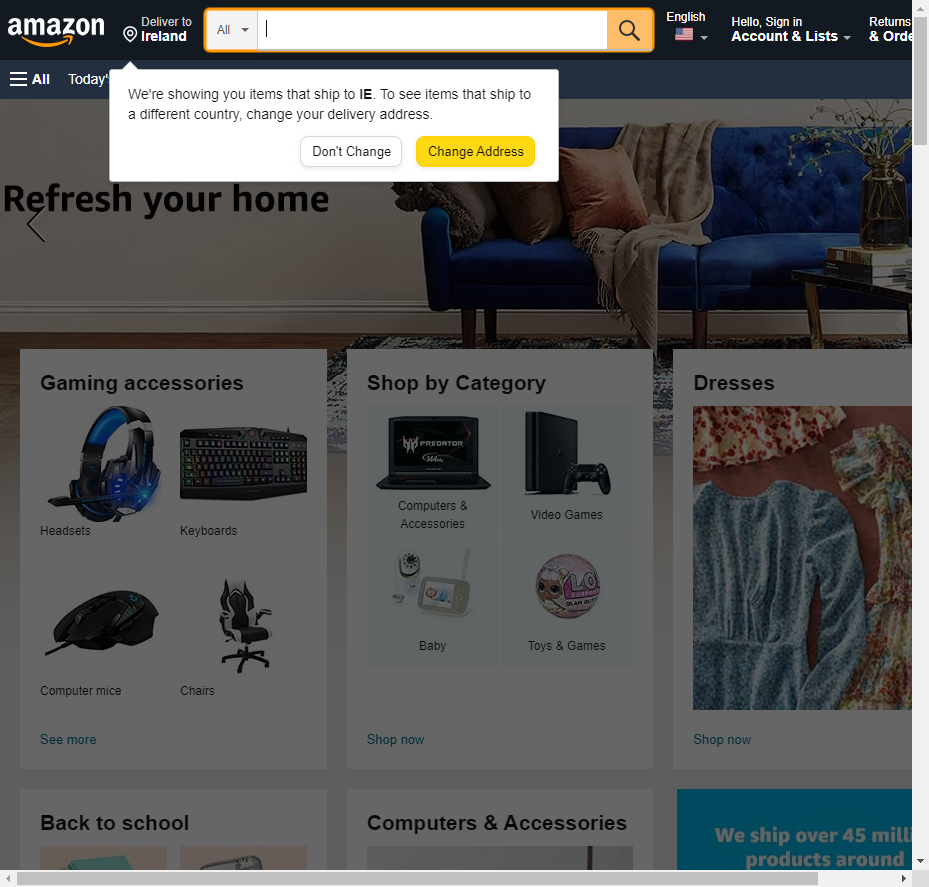 amazon
Deliver to
Ireland
All
English
Hello, Sign in
Account & Lists
Returns
& Orde
All
Today'
We're showing you items that ship to IE. To see items that ship to
a different country, change your delivery address.
Don't Change
Change Address
Refresh your home
Gaming accessories
Headsets
Keyboards
Computer mice
Chairs
See more
Shop by Category
PREDATOR
Computers &
Accessories
Video Games
L.O.L
GLAM GLITTER
Baby
Toys & Games
Shop now
Dresses
Shop now
Back to school
Computers & Accessories
We ship over 45 milli
products around